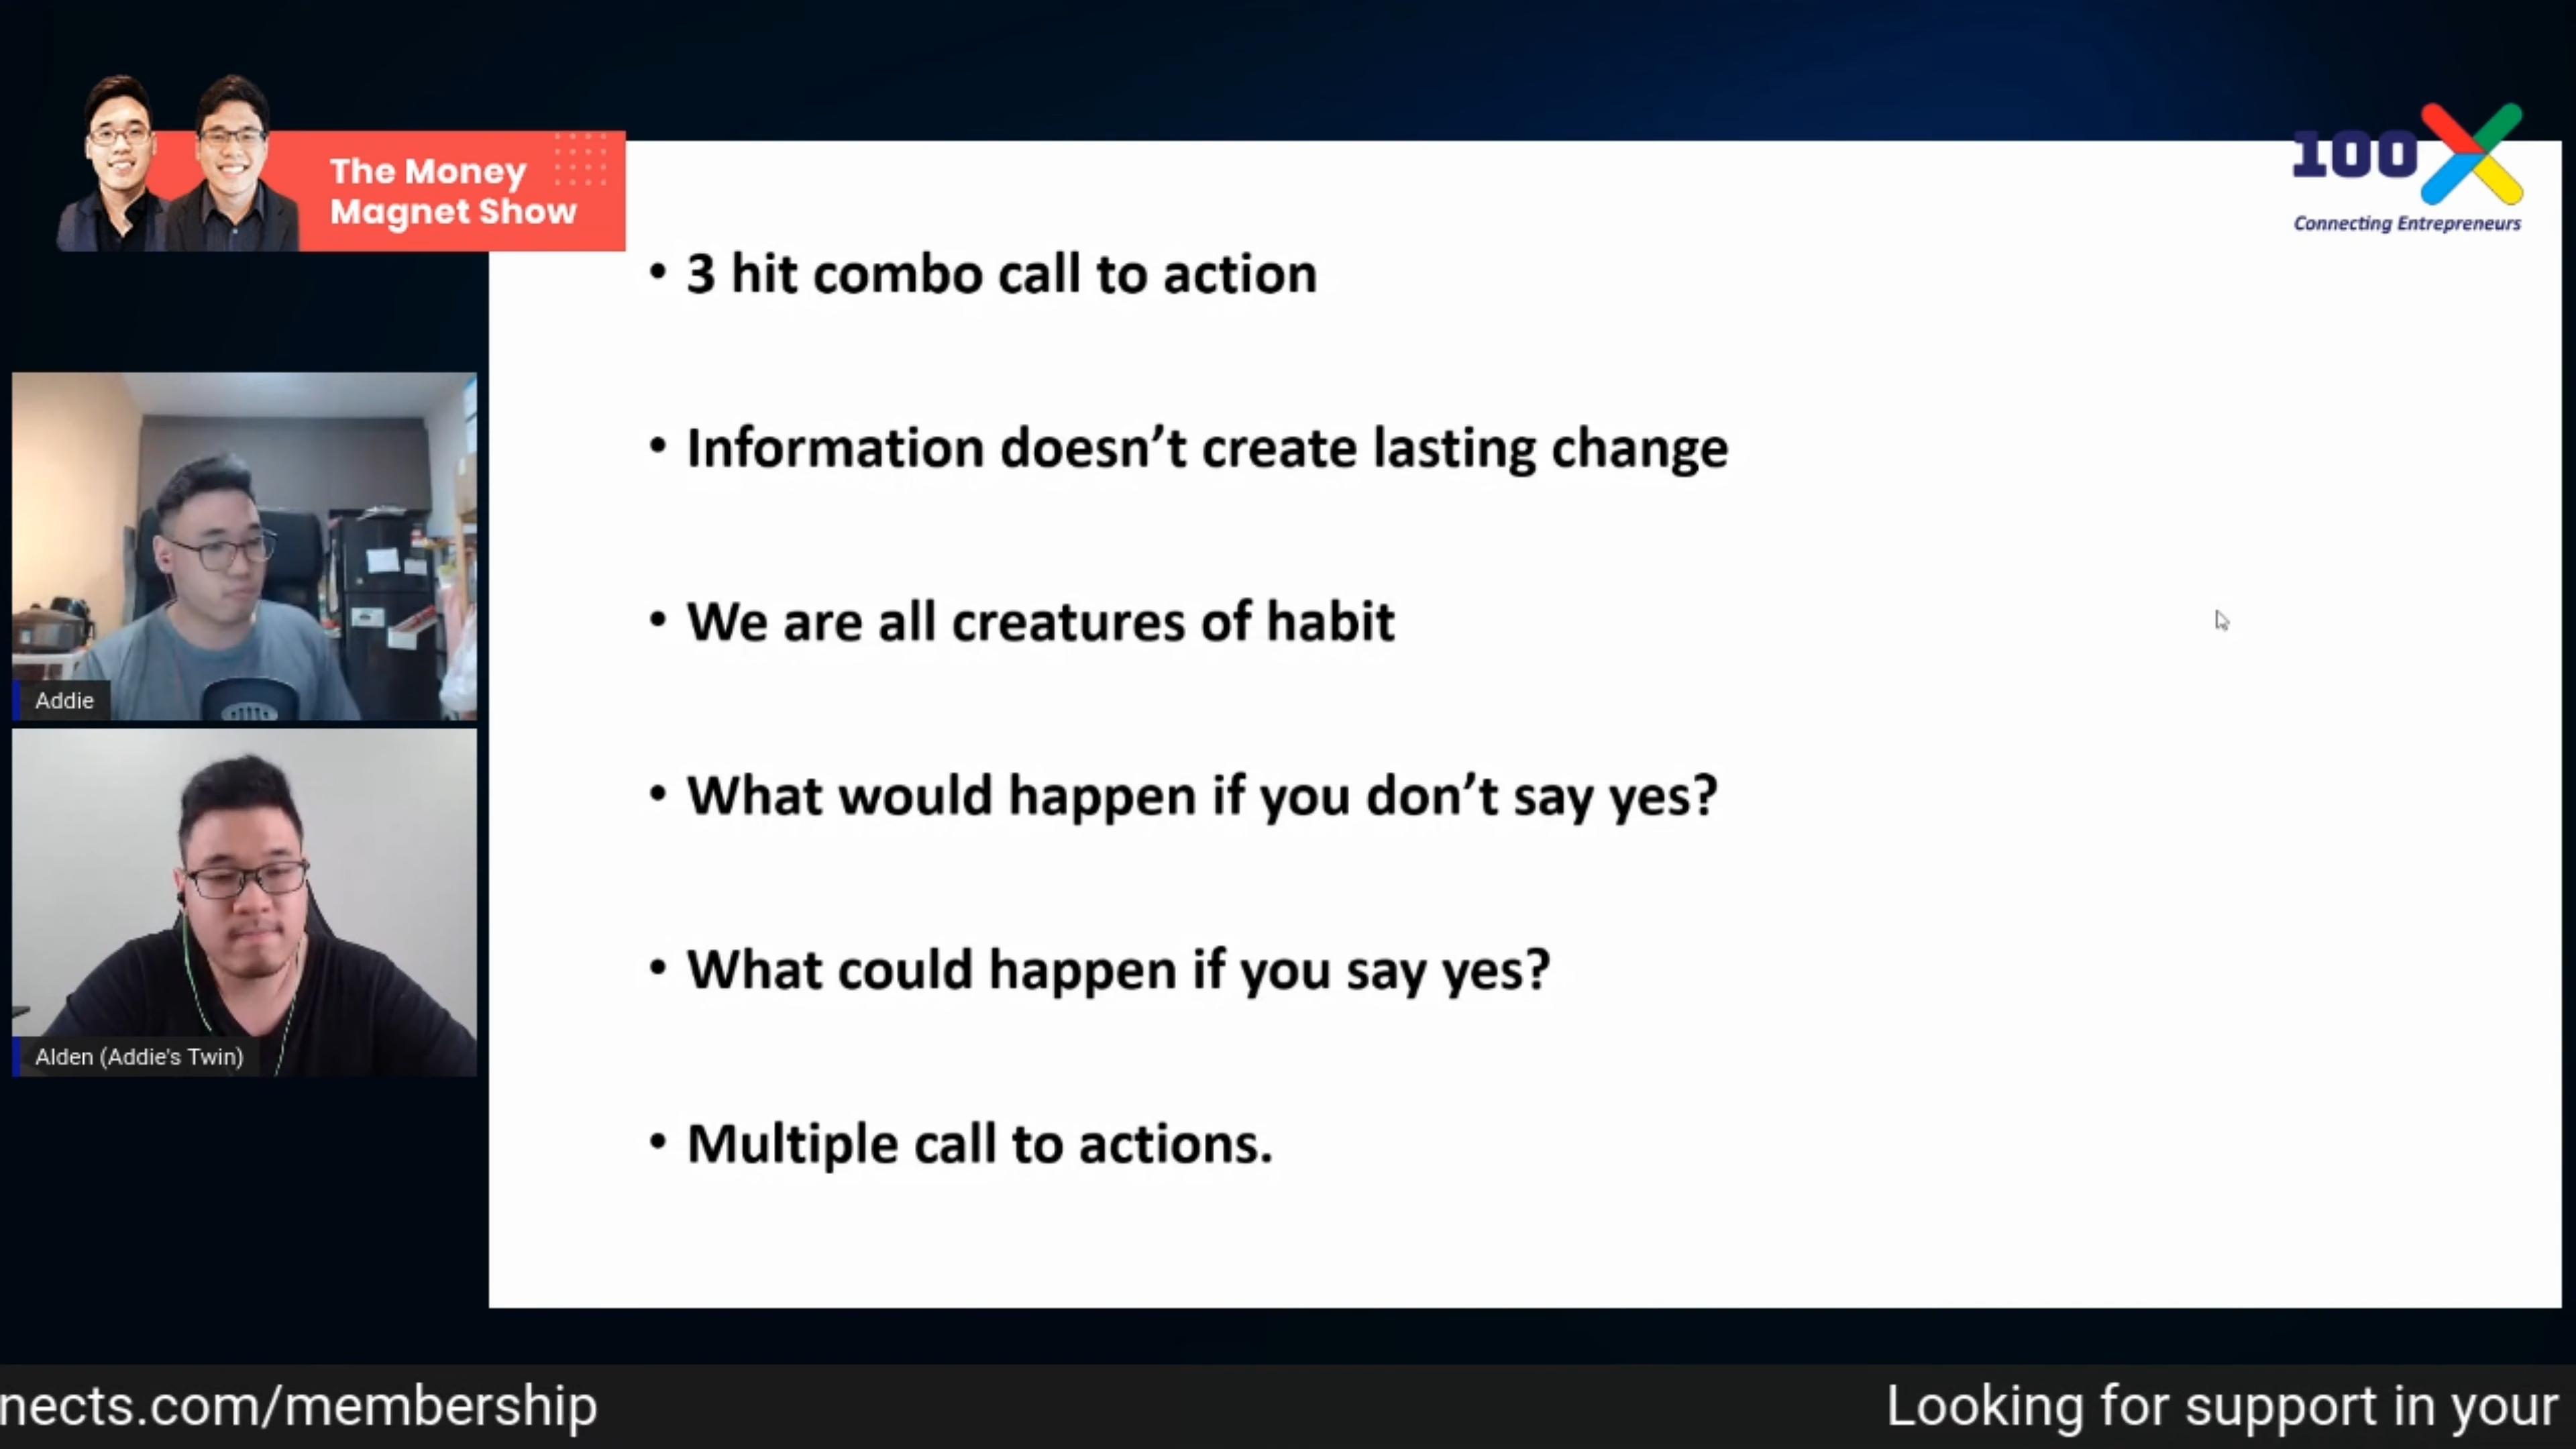 The Money
Magnet Show
100X
Connecting Entrepreneurs
• 3 hit combo call to action
• Information doesn’t create lasting change
• We are all creatures of habit
• What would happen if you don’t say yes?
• What could happen if you say yes?
• Multiple call to actions.
Addie
Alden (Addie's Twin)
nects.com/membership
Looking for support in your